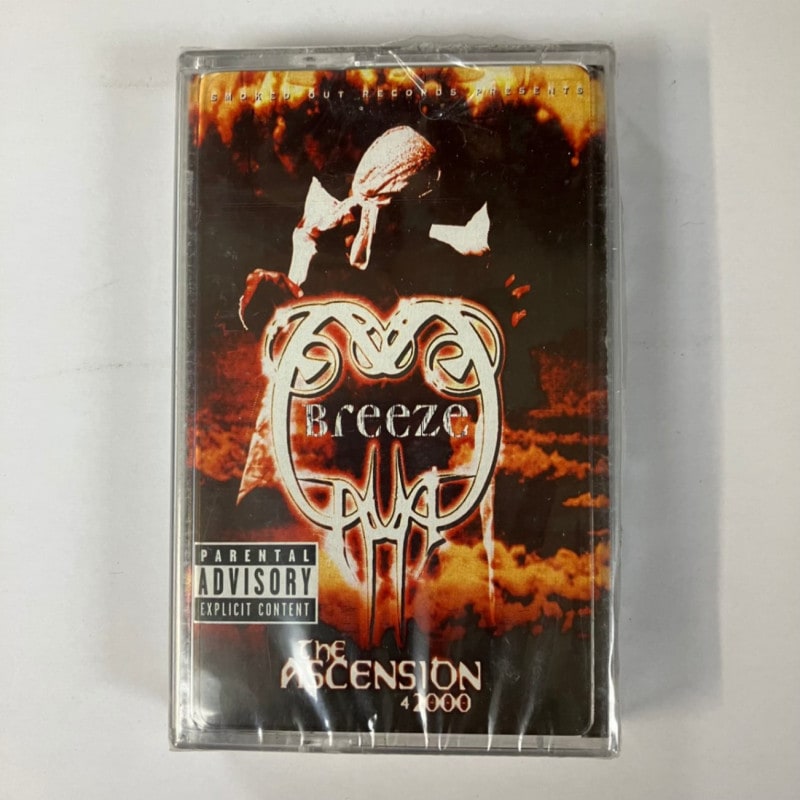 SMOKED OUT RECORDS PRESENTS
Breeze
PARENTAL
ADVISORY
EXPLICIT CONTENT
The
ASCENSION
4 2000